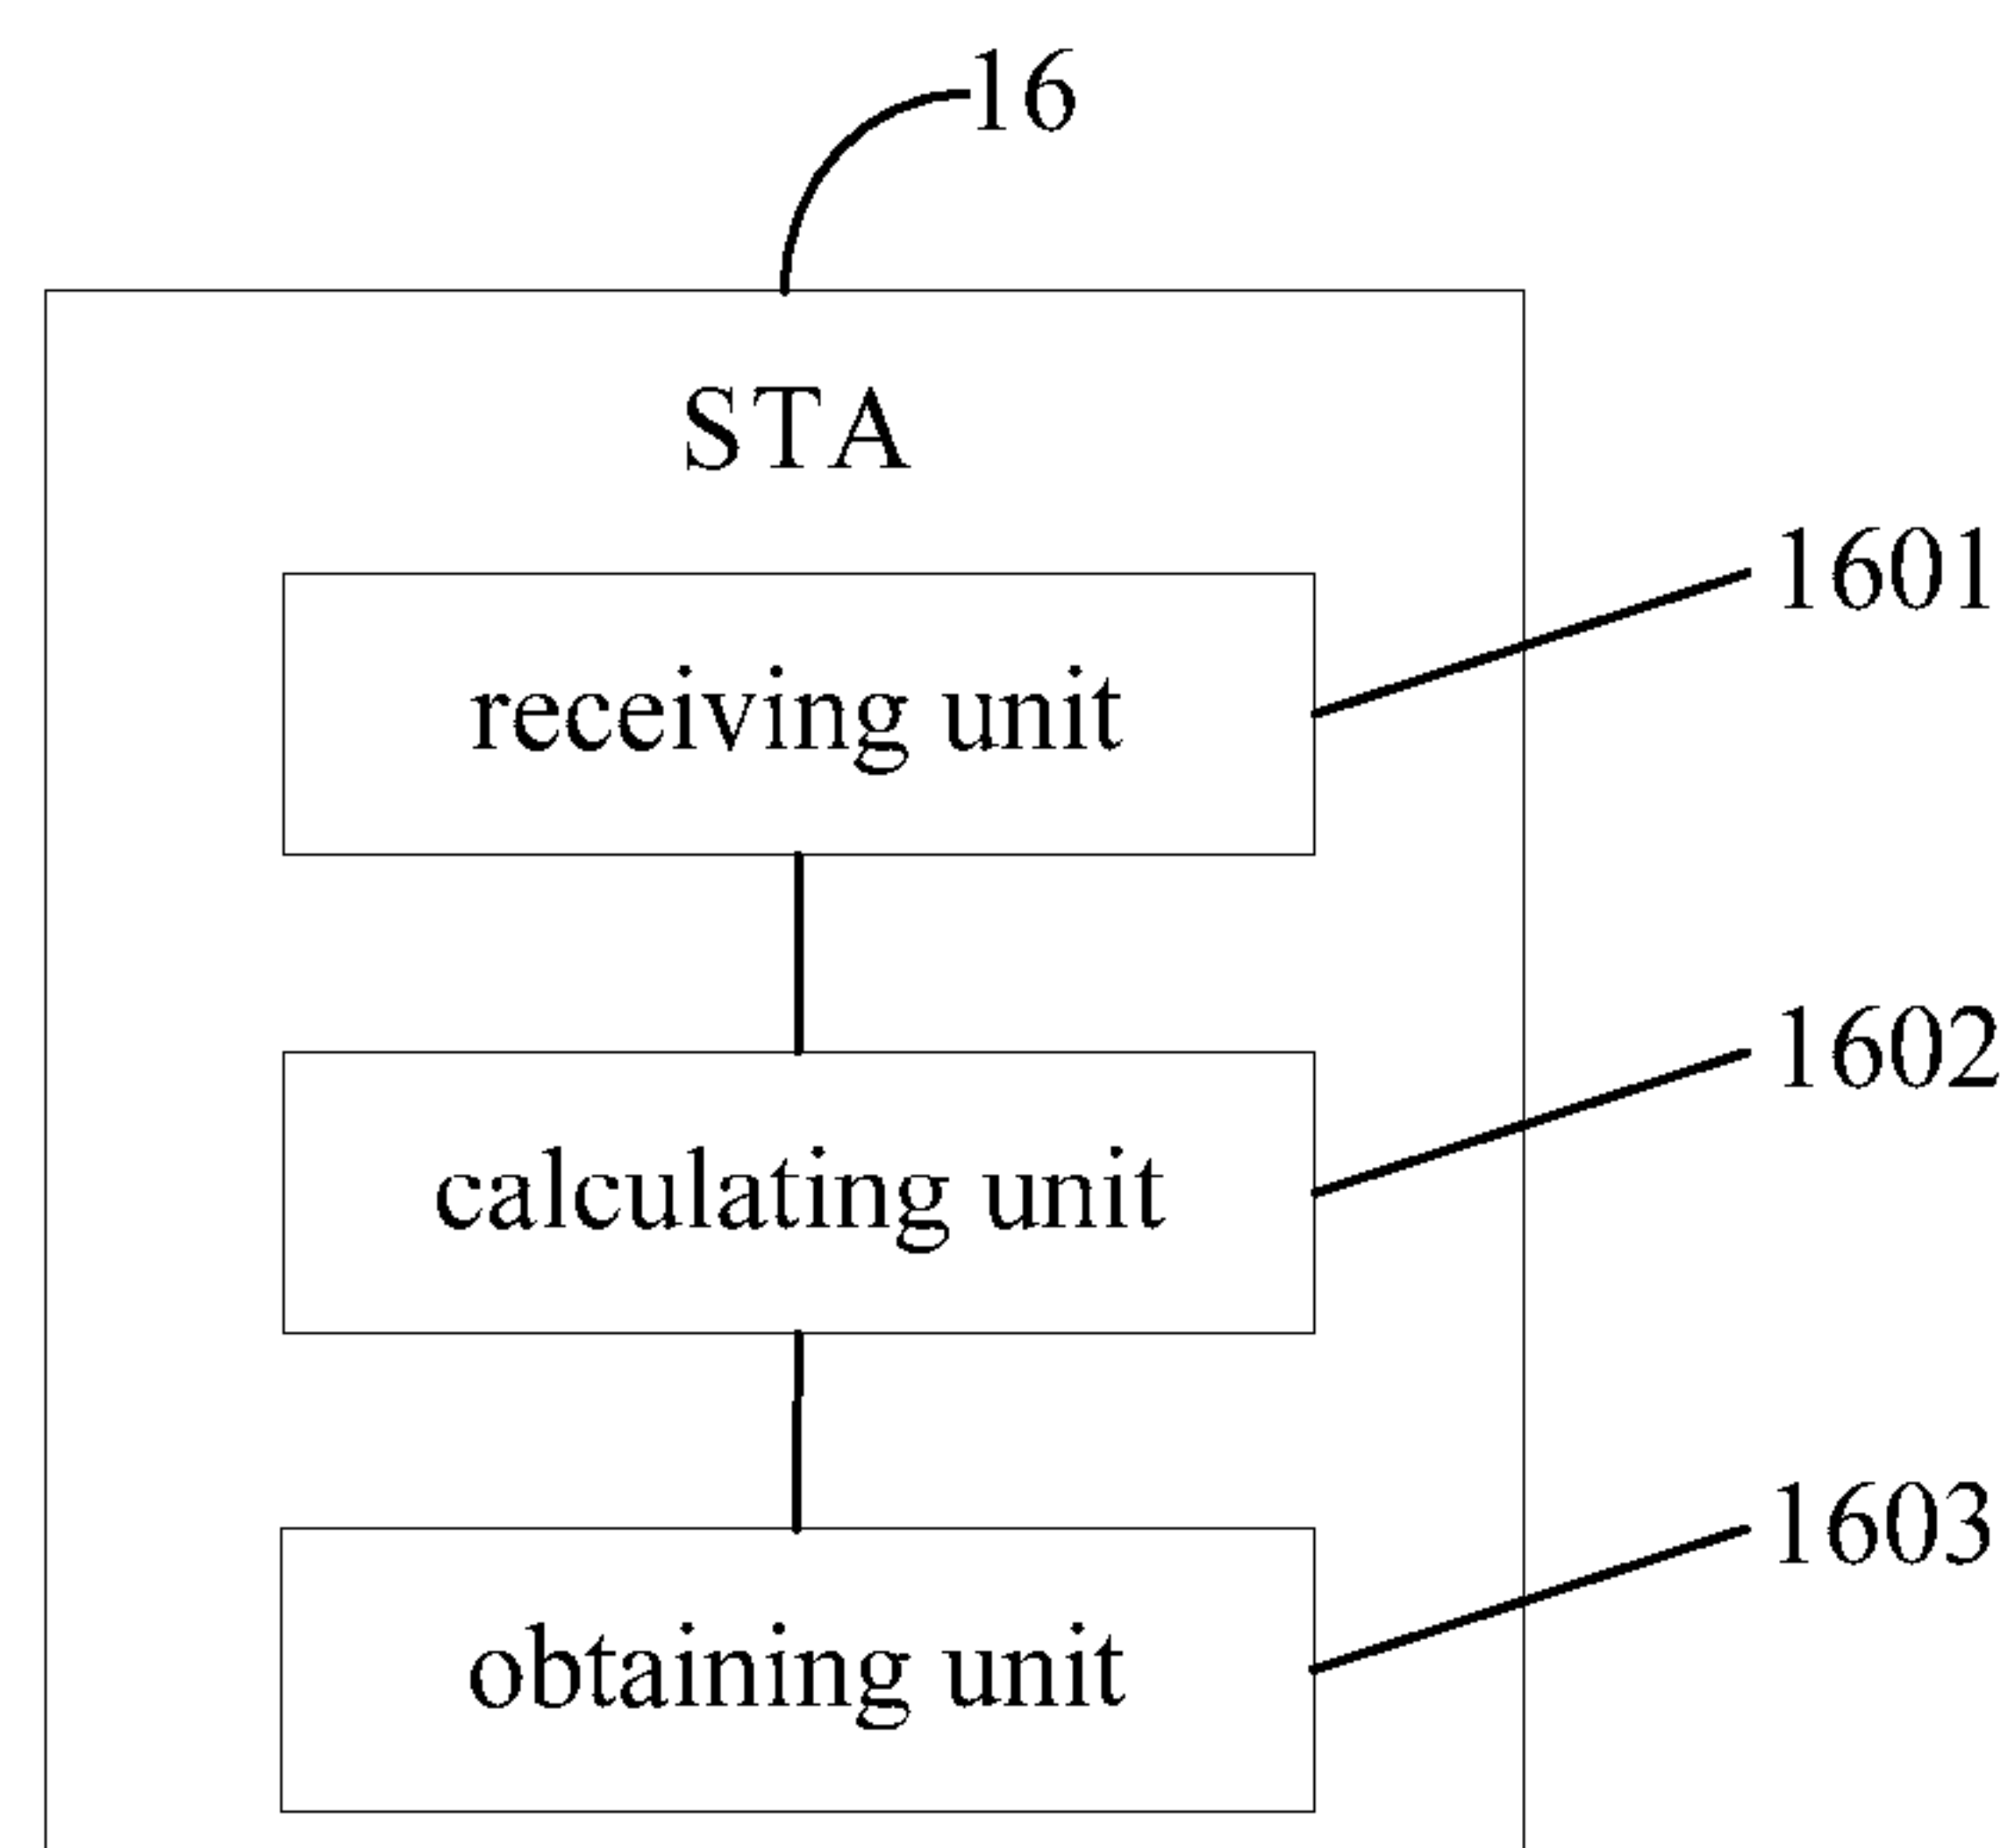 16
STA
1601
receiving unit
1602
calculating unit
1603
obtaining unit